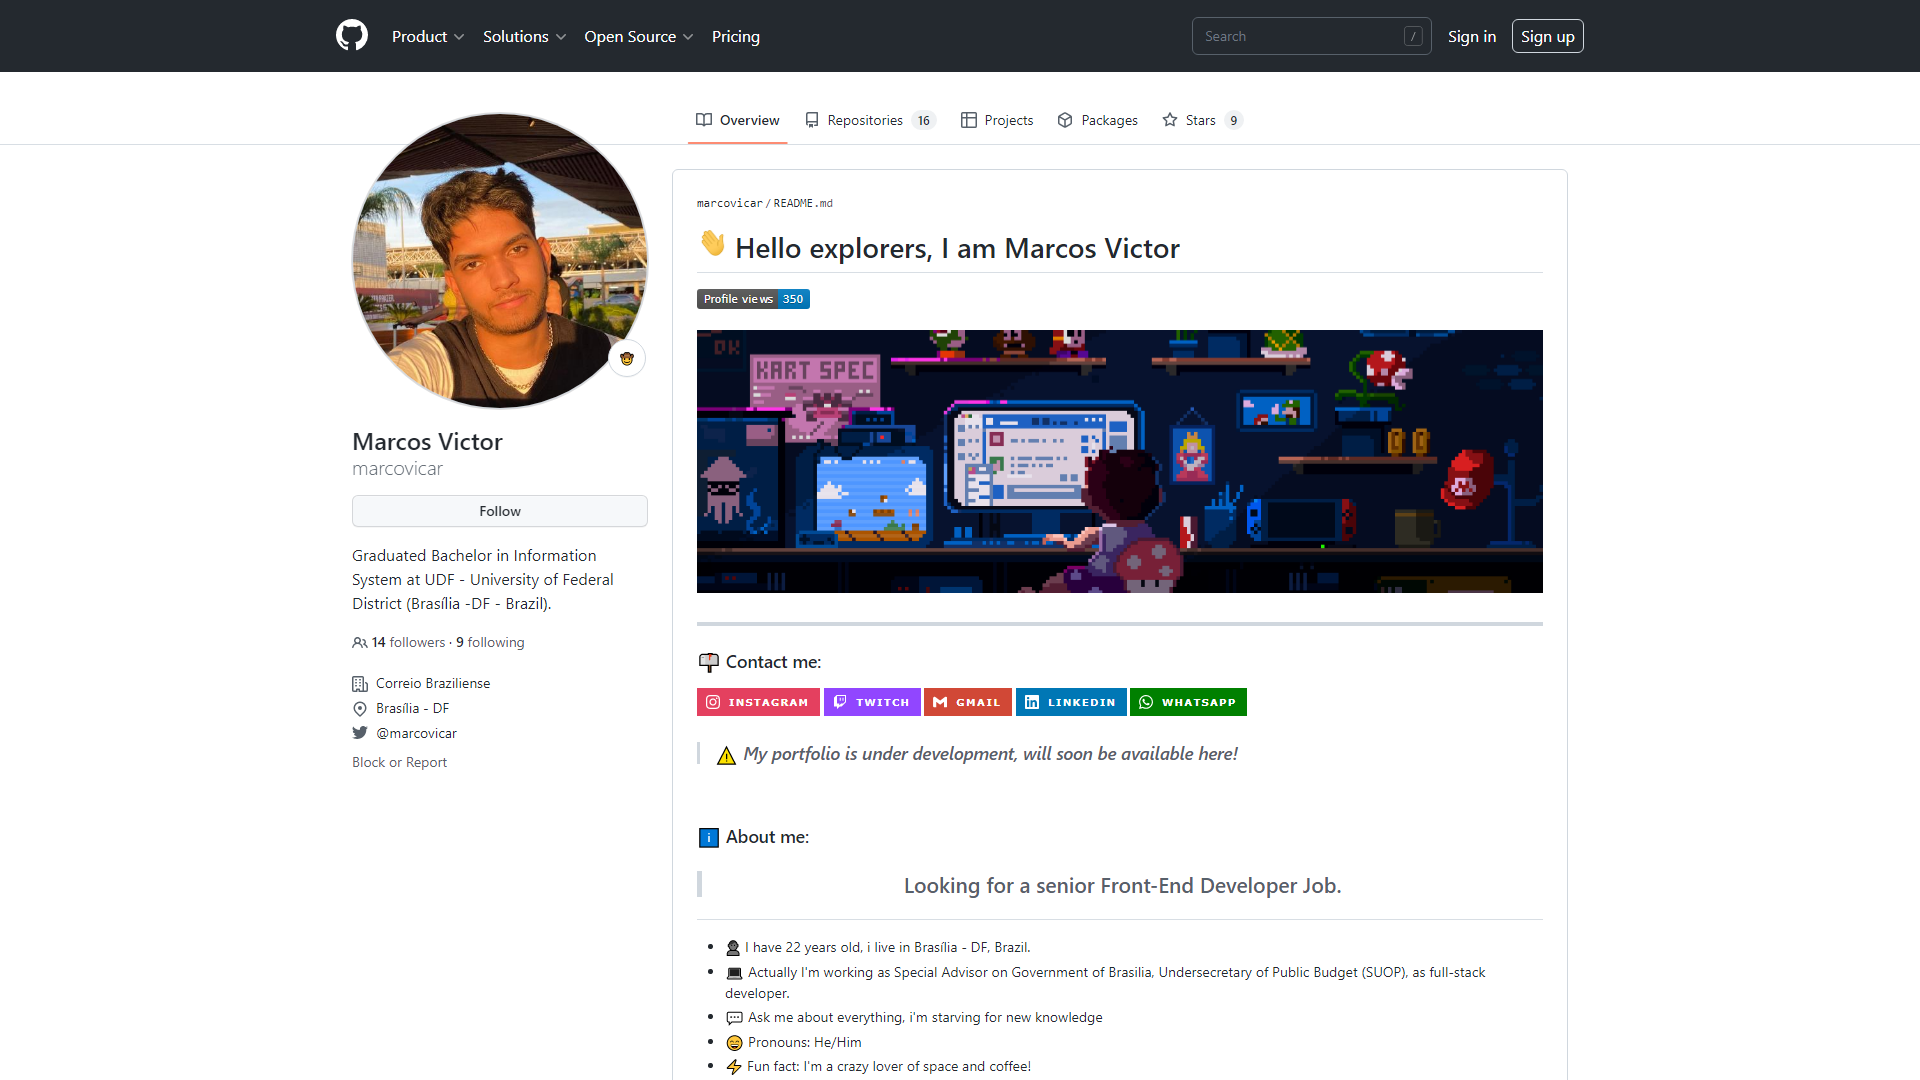 Product
Solutions
Open Source
Pricing
Search
/
Sign in
Sign up
Overview
Repositories 16
Projects
Packages
Stars 9
Marcos Victor
marcovicar
Follow
Graduated Bachelor in Information
System at UDF - University of Federal
District (Brasília -DF - Brazil).
14 followers · 9 following
Correio Braziliense
Brasília - DF
@marcovicar
Block or Report
marcovicar/README.md
Hello explorers, I am Marcos Victor
Profile views 350
DK
KART SPEC
Contact me:
INSTAGRAM
TWITCH
GMAIL
LINKEDIN
WHATSAPP
My portfolio is under development, will soon be available here!
About me:
Looking for a senior Front-End Developer Job.
I have 22 years old, i live in Brasília - DF, Brazil.
Actually I'm working as Special Advisor on Government of Brasilia, Undersecretary of Public Budget (SUOP), as full-stack
developer.
Ask me about everything, i'm starving for new knowledge
Pronouns: He/Him
Fun fact: I'm a crazy lover of space and coffee!